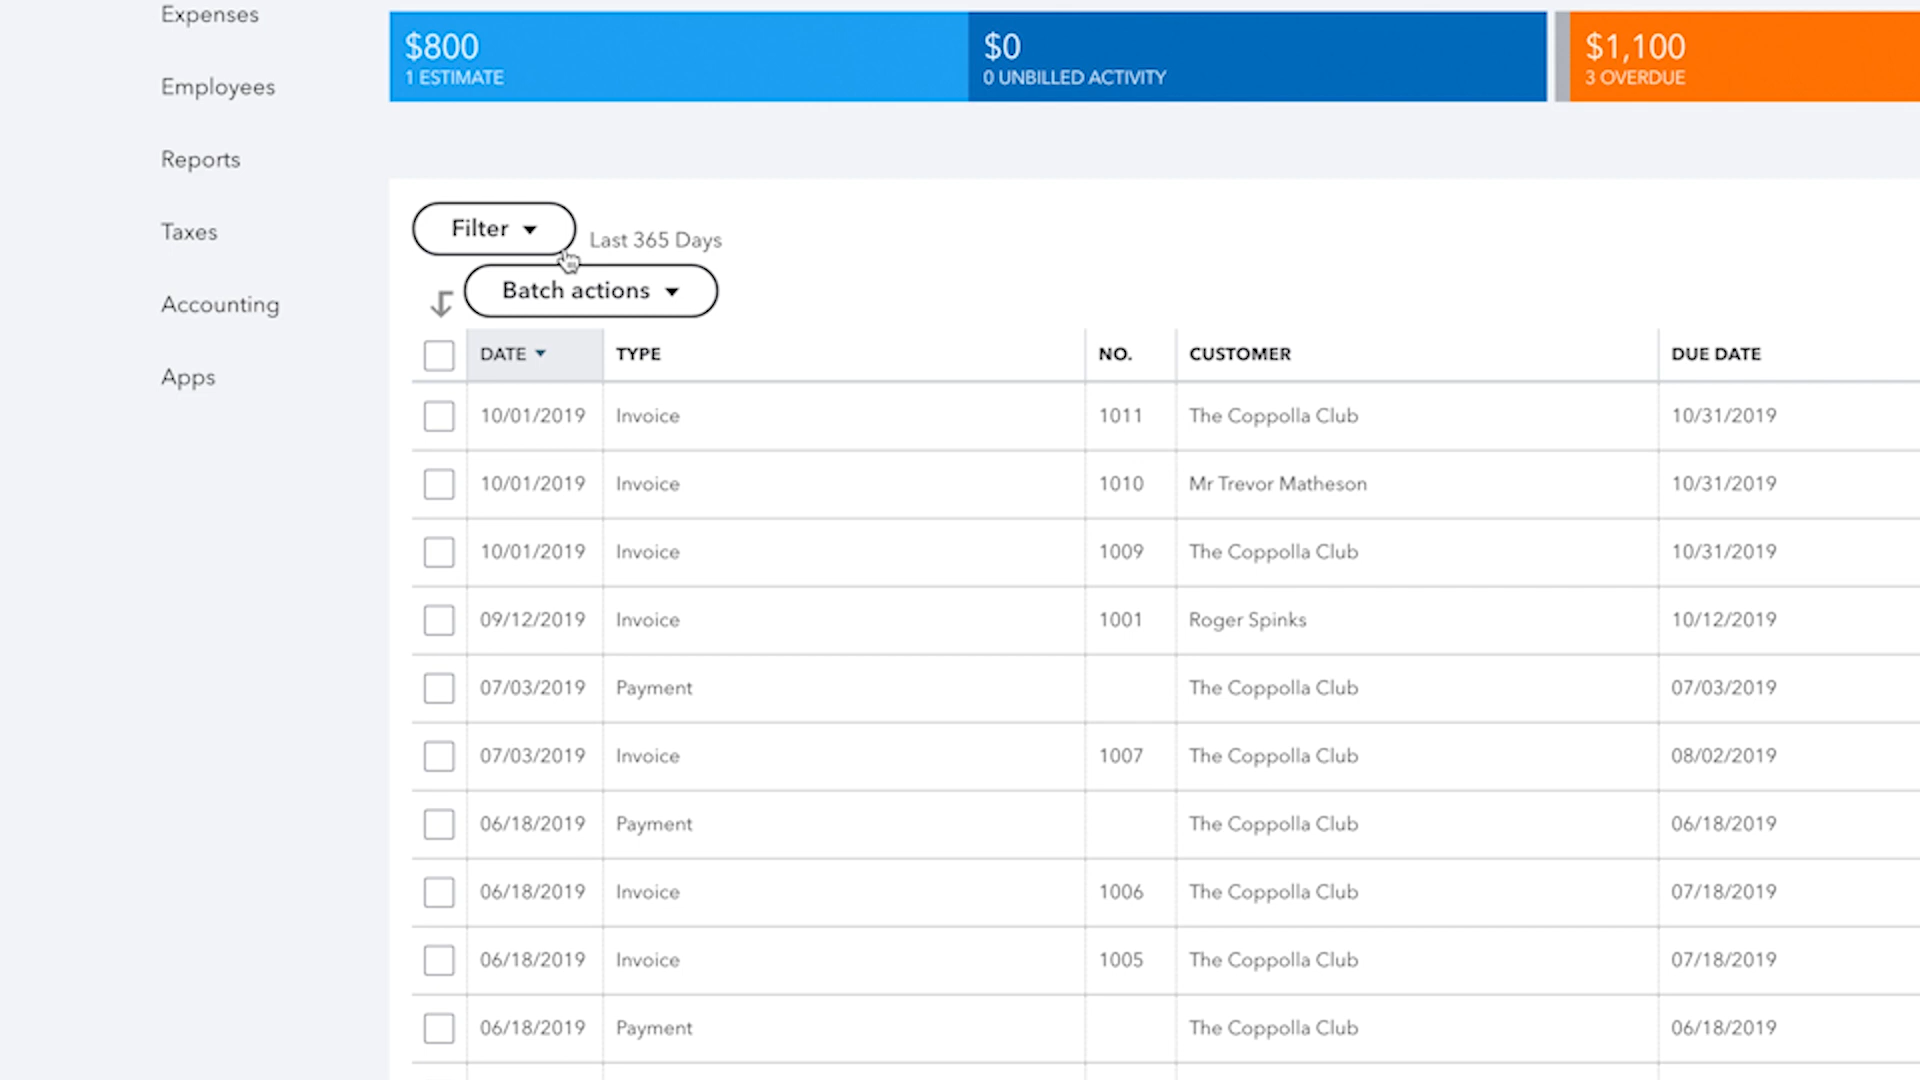 Expenses
Employees
Reports
Taxes
Accounting
Apps
$800
1 ESTIMATE
$0
0 UNBILLED ACTIVITY
$1,100
3 OVERDUE
Filter
Last 365 Days
Batch actions
DATE TYPE NO. CUSTOMER DUE DATE
10/01/2019 Invoice 1011 The Coppolla Club 10/31/2019
10/01/2019 Invoice 1010 Mr Trevor Matheson 10/31/2019
10/01/2019 Invoice 1009 The Coppolla Club 10/31/2019
09/12/2019 Invoice 1001 Roger Spinks 10/12/2019
07/03/2019 Payment The Coppolla Club 07/03/2019
07/03/2019 Invoice 1007 The Coppolla Club 08/02/2019
06/18/2019 Payment The Coppolla Club 06/18/2019
06/18/2019 Invoice 1006 The Coppolla Club 07/18/2019
06/18/2019 Invoice 1005 The Coppolla Club 07/18/2019
06/18/2019 Payment The Coppolla Club 06/18/2019